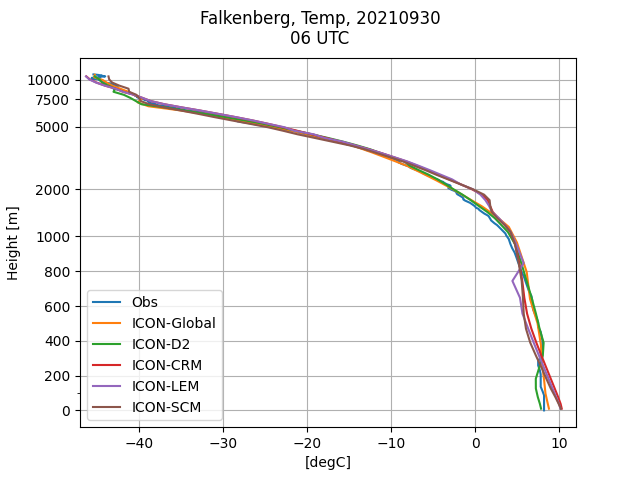 Falkenberg, Temp, 20210930
06 UTC
10000
7500
5000
2000
1000
800
600
400
200
0
Height [m]
Obs
ICON-Global
ICON-D2
ICON-CRM
ICON-LEM
ICON-SCM
−40
−30
−20
−10
0
10
[degC]